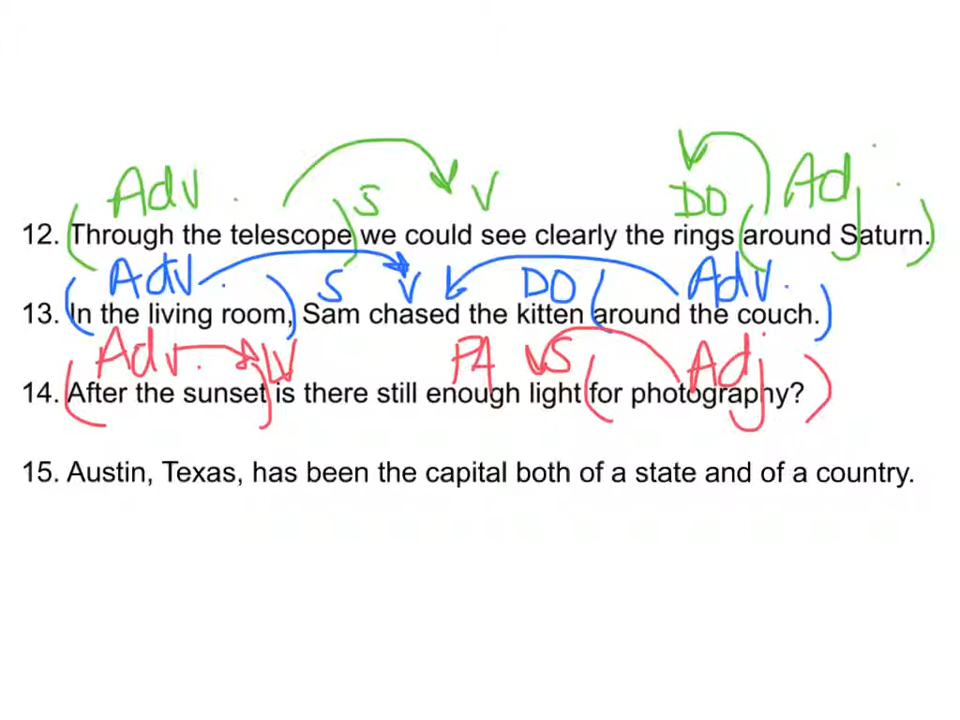 Adv. S V DO Adj.
12. Through the telescope we could see clearly the rings around Saturn.
Adv. S V DO Adv.
13. In the living room, Sam chased the kitten around the couch.
Adv. LV PA S Adj
14. After the sunset is there still enough light for photography?
15. Austin, Texas, has been the capital both of a state and of a country.